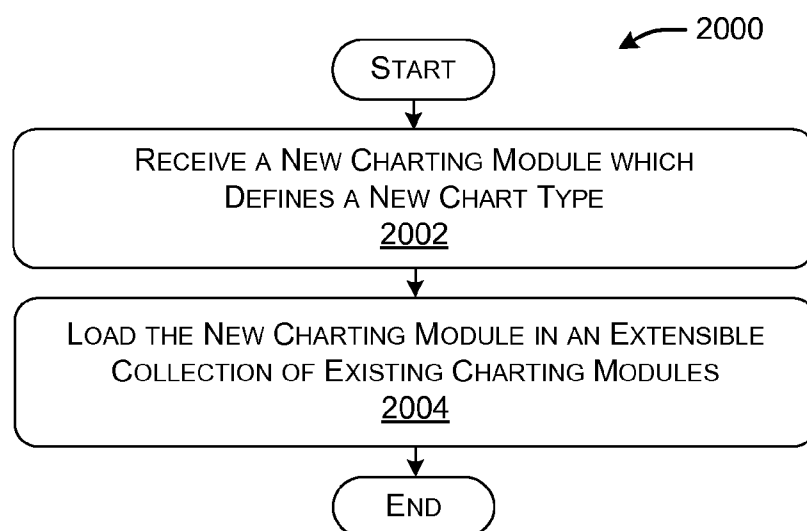 2000
START
RECEIVE A NEW CHARTING MODULE WHICH
DEFINES A NEW CHART TYPE
2002
LOAD THE NEW CHARTING MODULE IN AN EXTENSIBLE
COLLECTION OF EXISTING CHARTING MODULES
2004
END